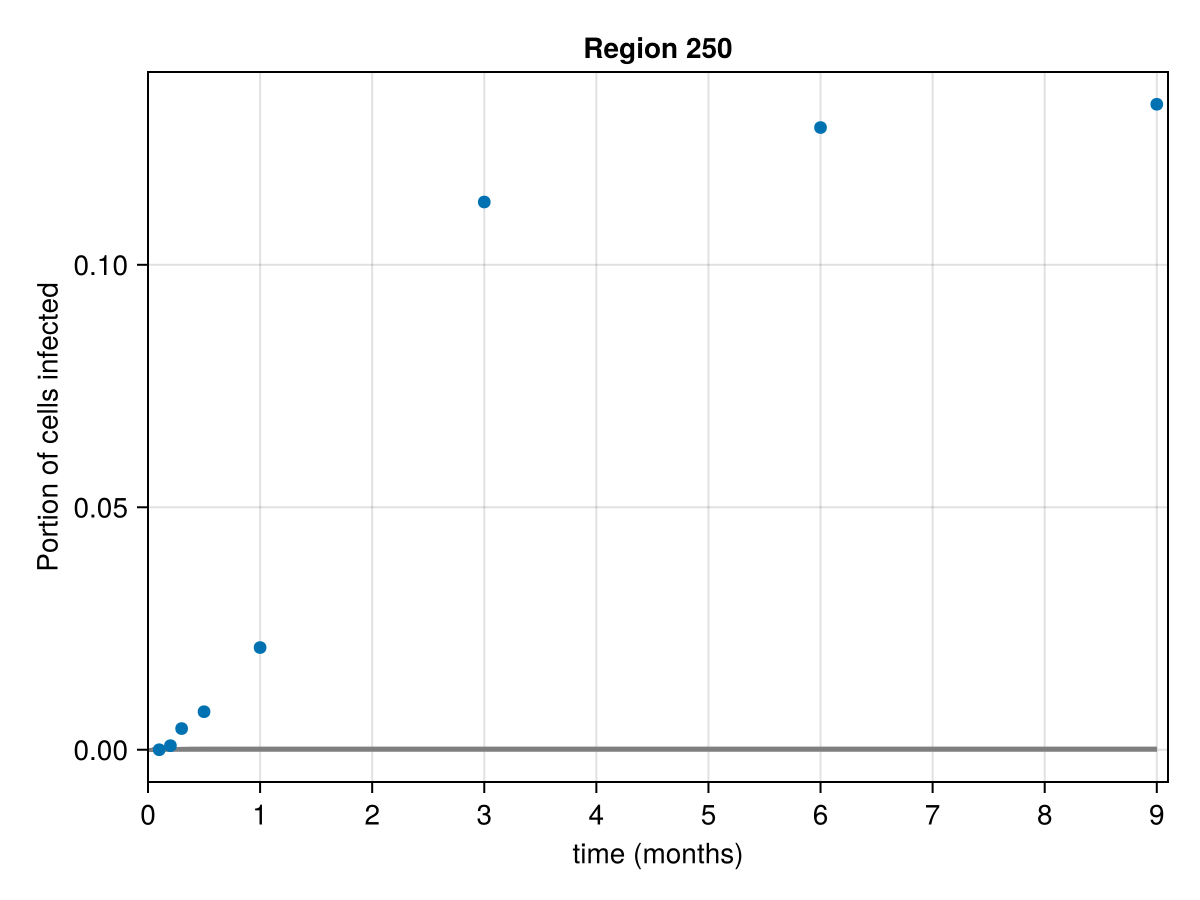 Region 250
Portion of cells infected
0.10
0.05
0.00
0 1 2 3 4 5 6 7 8 9
time (months)